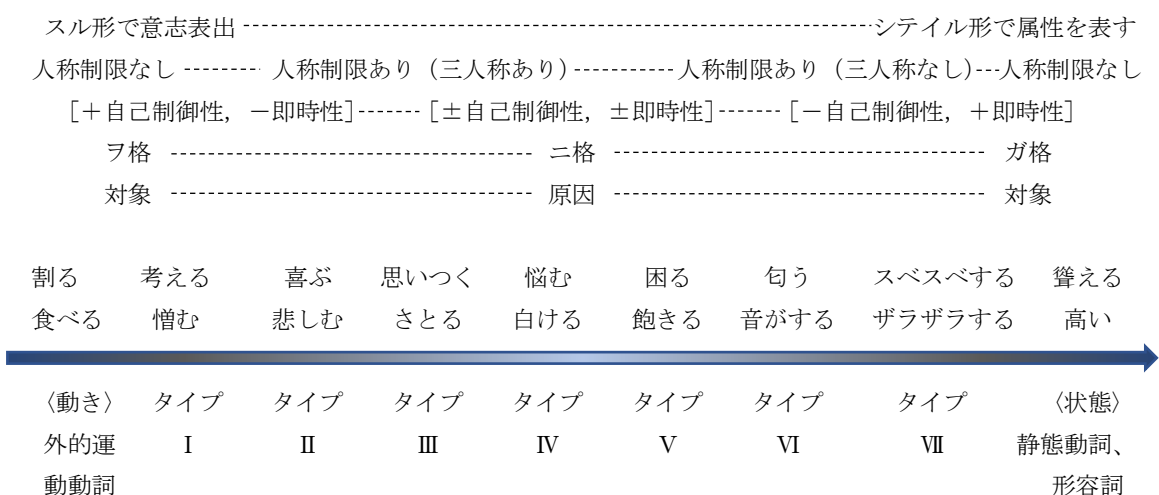 スル形で意志表出 ------ シテイル形で属性を表す
人称制限なし ------ 人称制限あり（三人称あり）------ 人称制限あり（三人称なし）---人称制限なし
［＋自己制御性，－即時性］------［±自己制御性，±即時性］------［－自己制御性，＋即時性］
ヲ格 ------ ニ格 ------ ガ格
対象 ------ 原因 ------ 対象
割る 考える 喜ぶ 思いつく 悩む 困る 匂う スベスベする 聳える
食べる 憎む 悲しむ さとる 白ける 飽きる 音がする ザラザラする 高い
〈動き〉 タイプ タイプ タイプ タイプ タイプ タイプ タイプ 〈状態〉
外的運 Ⅰ Ⅱ Ⅲ Ⅳ Ⅴ Ⅵ Ⅶ 静態動詞、
動動詞 形容詞